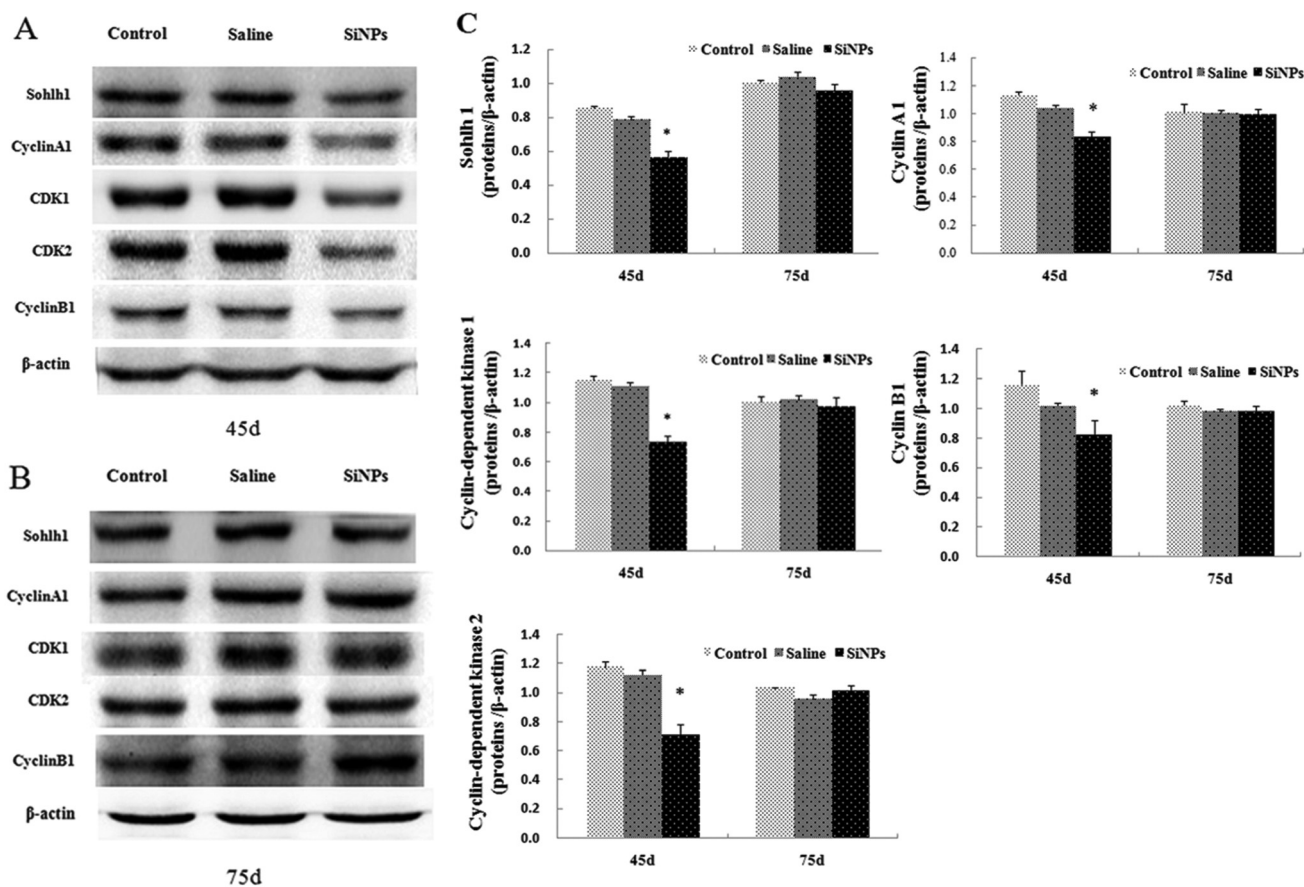 A
Control Saline SiNPs
Sohlh1
CyclinA1
CDK1
CDK2
CyclinB1
β-actin
45d
B
Control Saline SiNPs
Sohlh1
CyclinA1
CDK1
CDK2
CyclinB1
β-actin
75d
C
Sohlh 1
(proteins/β-actin)
Control Saline SiNPs
1.2
1.0
0.8
0.6
0.4
0.2
0.0
*
45d 75d
Cyclin A1
(proteins /β-actin)
Control Saline SiNPs
1.4
1.2
1.0
0.8
0.6
0.4
0.2
0.0
*
45d 75d
Cyclin-dependent kinase 1
(proteins /β-actin)
Control Saline SiNPs
1.4
1.2
1.0
0.8
0.6
0.4
0.2
0.0
*
45d 75d
Cyclin B1
(proteins /β-actin)
Control Saline SiNPs
1.4
1.2
1.0
0.8
0.6
0.4
0.2
0.0
*
45d 75d
Cyclin-dependent kinase 2
(proteins /β-actin)
Control Saline SiNPs
1.4
1.2
1.0
0.8
0.6
0.4
0.2
0.0
*
45d 75d